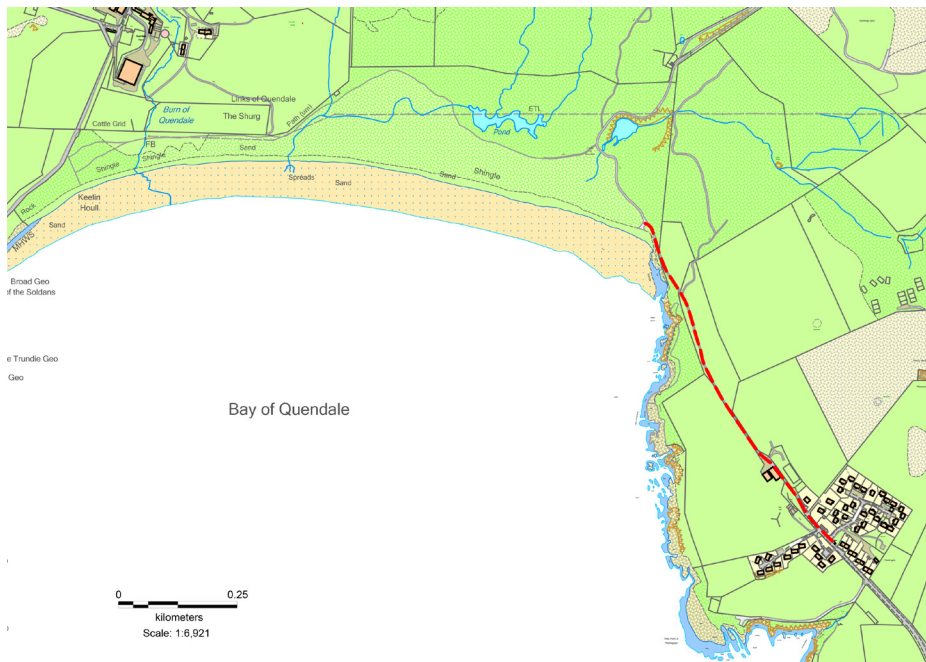 Links of Quendale
Burn of
Quendale
The Shurg
Path (um)
ETL
Pond
Cattle Grid
FB
Sand
Shingle
Shingle
Shingle
Sand
Shingle
Spreads
Sand
Keefin
Houll
Rock
Sand
MHWS
Broad Geo
of the Soldans
e Trundie Geo
Geo
Bay of Quendale
0 0.25
kilometers
Scale: 1:6,921